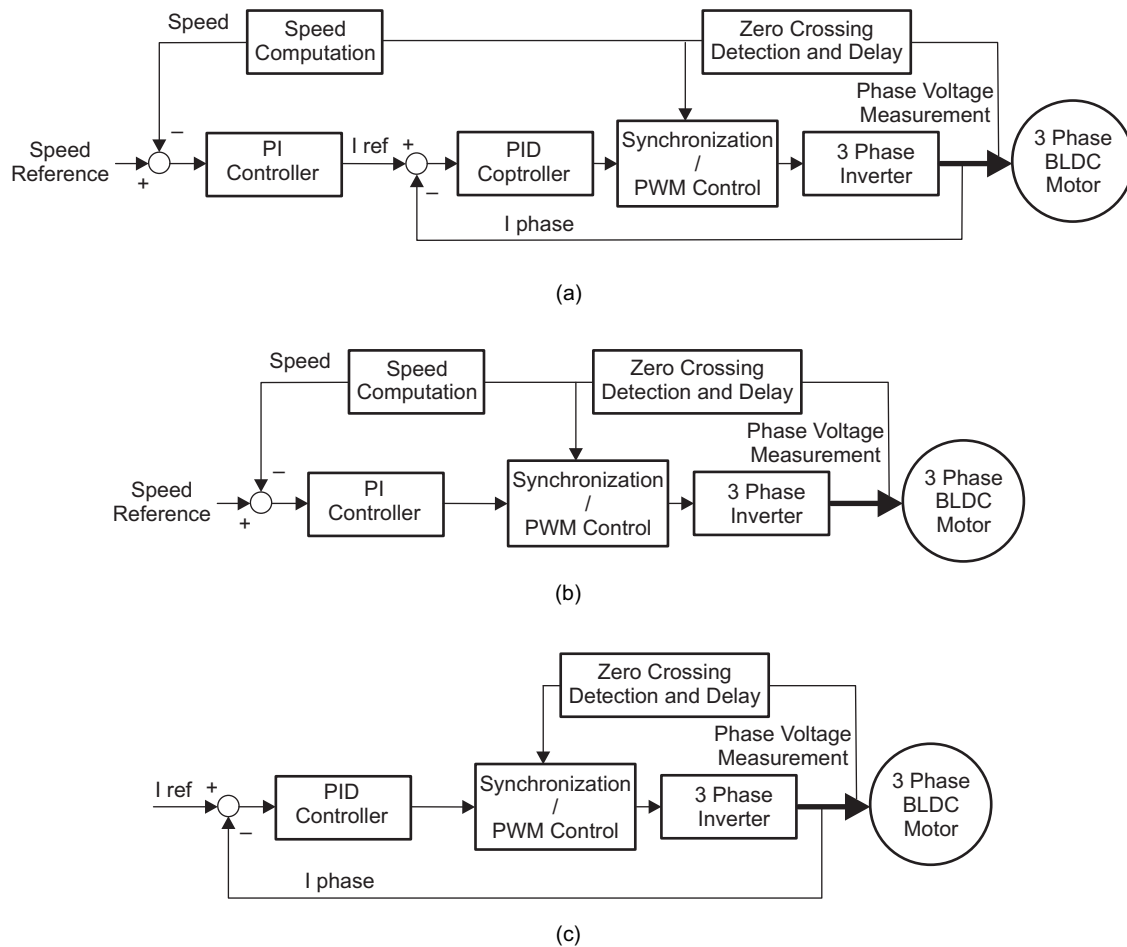 Speed
Speed
Computation
Zero Crossing
Detection and Delay
Phase Voltage
Measurement
Speed
Reference
+
–
PI
Controller
I ref
+
–
PID
Coptroller
Synchronization
/
PWM Control
3 Phase
Inverter
3 Phase
BLDC
Motor
I phase
(a)
Speed
Speed
Computation
Zero Crossing
Detection and Delay
Phase Voltage
Measurement
Speed
Reference
+
–
PI
Controller
Synchronization
/
PWM Control
3 Phase
Inverter
3 Phase
BLDC
Motor
(b)
Zero Crossing
Detection and Delay
Phase Voltage
Measurement
I ref
+
–
PID
Controller
Synchronization
/
PWM Control
3 Phase
Inverter
3 Phase
BLDC
Motor
I phase
(c)